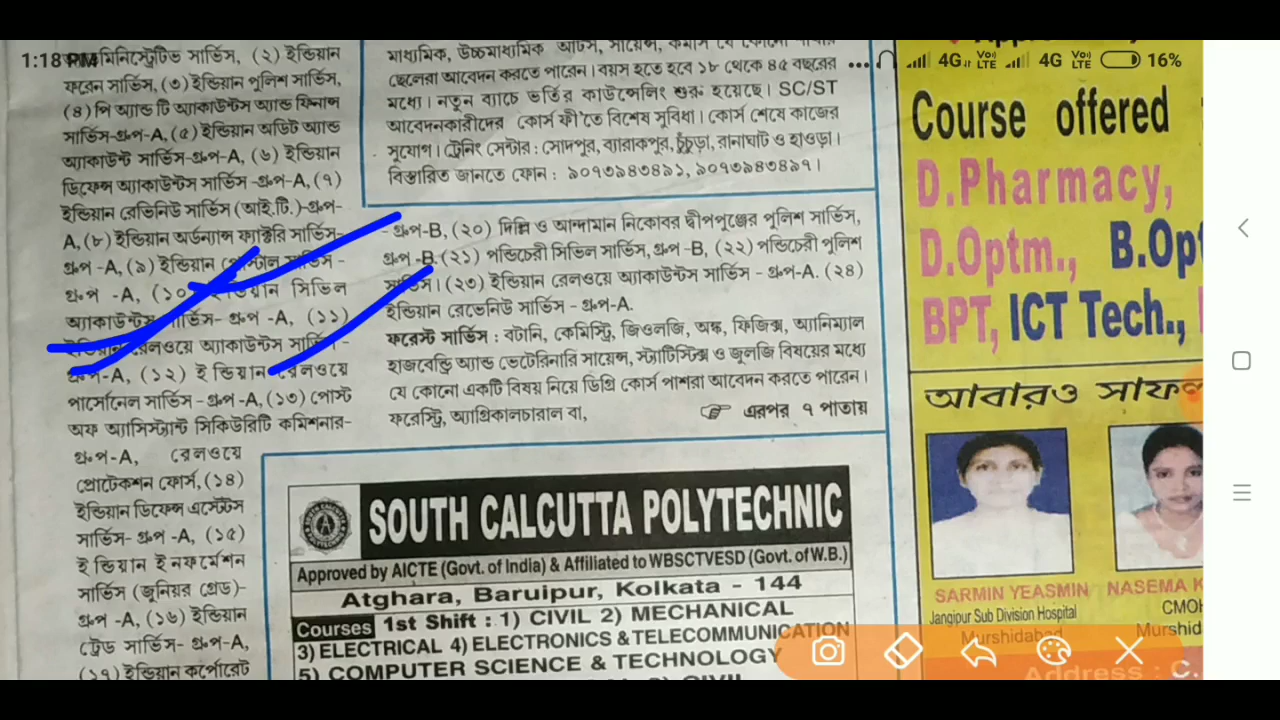 1:18 PM
4G
VoLTE
4G
VoLTE
16%
মিনিস্ট্রেটিভ সার্ভিস, (২) ইন্ডিয়ান
ফরেন সার্ভিস, (৩) ইন্ডিয়ান পুলিশ সার্ভিস,
(৪) পি অ্যান্ড টি অ্যাকাউন্টস অ্যান্ড ফিনান্স
সার্ভিস-গ্রুপ-A, (৫) ইন্ডিয়ান অডিট অ্যান্ড
অ্যাকাউন্ট সার্ভিস-গ্রুপ-A, (৬) ইন্ডিয়ান
ডিফেন্স অ্যাকাউন্টস সার্ভিস-গ্রুপ-A, (৭)
ইন্ডিয়ান রেভিনিউ সার্ভিস (আই.টি.)-গ্রুপ-
A, (৮) ইন্ডিয়ান অর্ডন্যান্স ফ্যাক্টরি সার্ভিস-
গ্রুপ -A, (৯) ইন্ডিয়ান পোস্টাল সার্ভিস -
গ্রুপ -A, (১০) ইন্ডিয়ান সিভিল
অ্যাকাউন্টস সার্ভিস- গ্রুপ -A, (১১)
ইন্ডিয়ান রেলওয়ে অ্যাকাউন্টস সার্ভিস -
গ্রুপ-A, (১২) ইন্ডিয়ান রেলওয়ে
পার্সোনেল সার্ভিস -গ্রুপ-A, (১৩) পোস্ট
অফ অ্যাসিস্ট্যান্ট সিকিউরিটি কমিশনার-
গ্রুপ-A, রেলওয়ে
প্রোটেকশন ফোর্স, (১৪)
ইন্ডিয়ান ডিফেন্স এস্টেটস
সার্ভিস- গ্রুপ -A, (১৫)
ইন্ডিয়ান ইনফর্মেশন
সার্ভিস (জুনিয়র গ্রেড)-
গ্রুপ -A, (১৬) ইন্ডিয়ান
ট্রেড সার্ভিস- গ্রুপ-A,
(১৭) ইন্ডিয়ান কর্পোরেট
মাধ্যমিক, উচ্চমাধ্যমিক আর্টস, সায়েন্স, কমার্স যে কোনো শাখার
ছেলেরা আবেদন করতে পারেন। বয়স হতে হবে ১৮ থেকে ৪৫ বছরের
মধ্যে। নতুন ব্যাচে ভর্তির কাউন্সেলিং শুরু হয়েছে। SC/ST
আবেদনকারীদের কোর্স ফী'তে বিশেষ সুবিধা। কোর্স শেষে কাজের
সুযোগ। ট্রেনিং সেন্টার : সোদপুর, ব্যারাকপুর, চুঁচুড়া, রানাঘাট ও হাওড়া।
বিস্তারিত জানতে ফোন : ৯০৭৩৯৪৩৪৯১, ৯০৭৩৯৪৩৪৯৭।
- গ্রুপ-B, (২০) দিল্লি ও আন্দামান নিকোবর দ্বীপপুঞ্জের পুলিশ সার্ভিস,
গ্রুপ -B. (২১) পন্ডিচেরী সিভিল সার্ভিস, গ্রুপ -B, (২২) পন্ডিচেরী পুলিশ
সার্ভিস। (২৩) ইন্ডিয়ান রেলওয়ে অ্যাকাউন্টস সার্ভিস - গ্রুপ-A. (২৪)
ইন্ডিয়ান রেভেনিউ সার্ভিস - গ্রুপ-A.
ফরেস্ট সার্ভিস : বটানি, কেমিস্ট্রি, জিওলজি, অঙ্ক, ফিজিক্স, অ্যানিম্যাল
হাজবেন্ড্রি অ্যান্ড ভেটেরিনারি সায়েন্স, স্ট্যাটিস্টিক্স ও জুলজি বিষয়ের মধ্যে
যে কোনো একটি বিষয় নিয়ে ডিগ্রি কোর্স পাশরা আবেদন করতে পারেন।
ফরেস্ট্রি, অ্যাগ্রিকালচারাল বা, ☞ এরপর ৭ পাতায়
SOUTH CALCUTTA POLYTECHNIC
Approved by AICTE (Govt. of India) & Affiliated to WBSCTVESD (Govt. of W.B.)
Atghara, Baruipur, Kolkata - 144
Courses 1st Shift : 1) CIVIL 2) MECHANICAL
3) ELECTRICAL 4) ELECTRONICS & TELECOMMUNICATION
5) COMPUTER SCIENCE & TECHNOLOGY
Course offered
D.Pharmacy,
D.Optm., B.Opt
BPT, ICT Tech.,
আবারও সাফল
SARMIN YEASMIN
Jangipur Sub Division Hospital
Murshidabad
NASEMA K
CMOH
Murshid
Address : C.